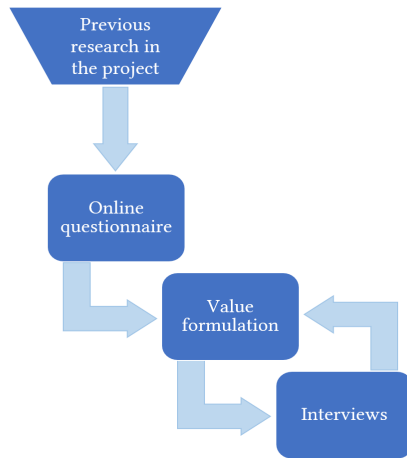 Previous
research in
the project
Online
questionnaire
Value
formulation
Interviews